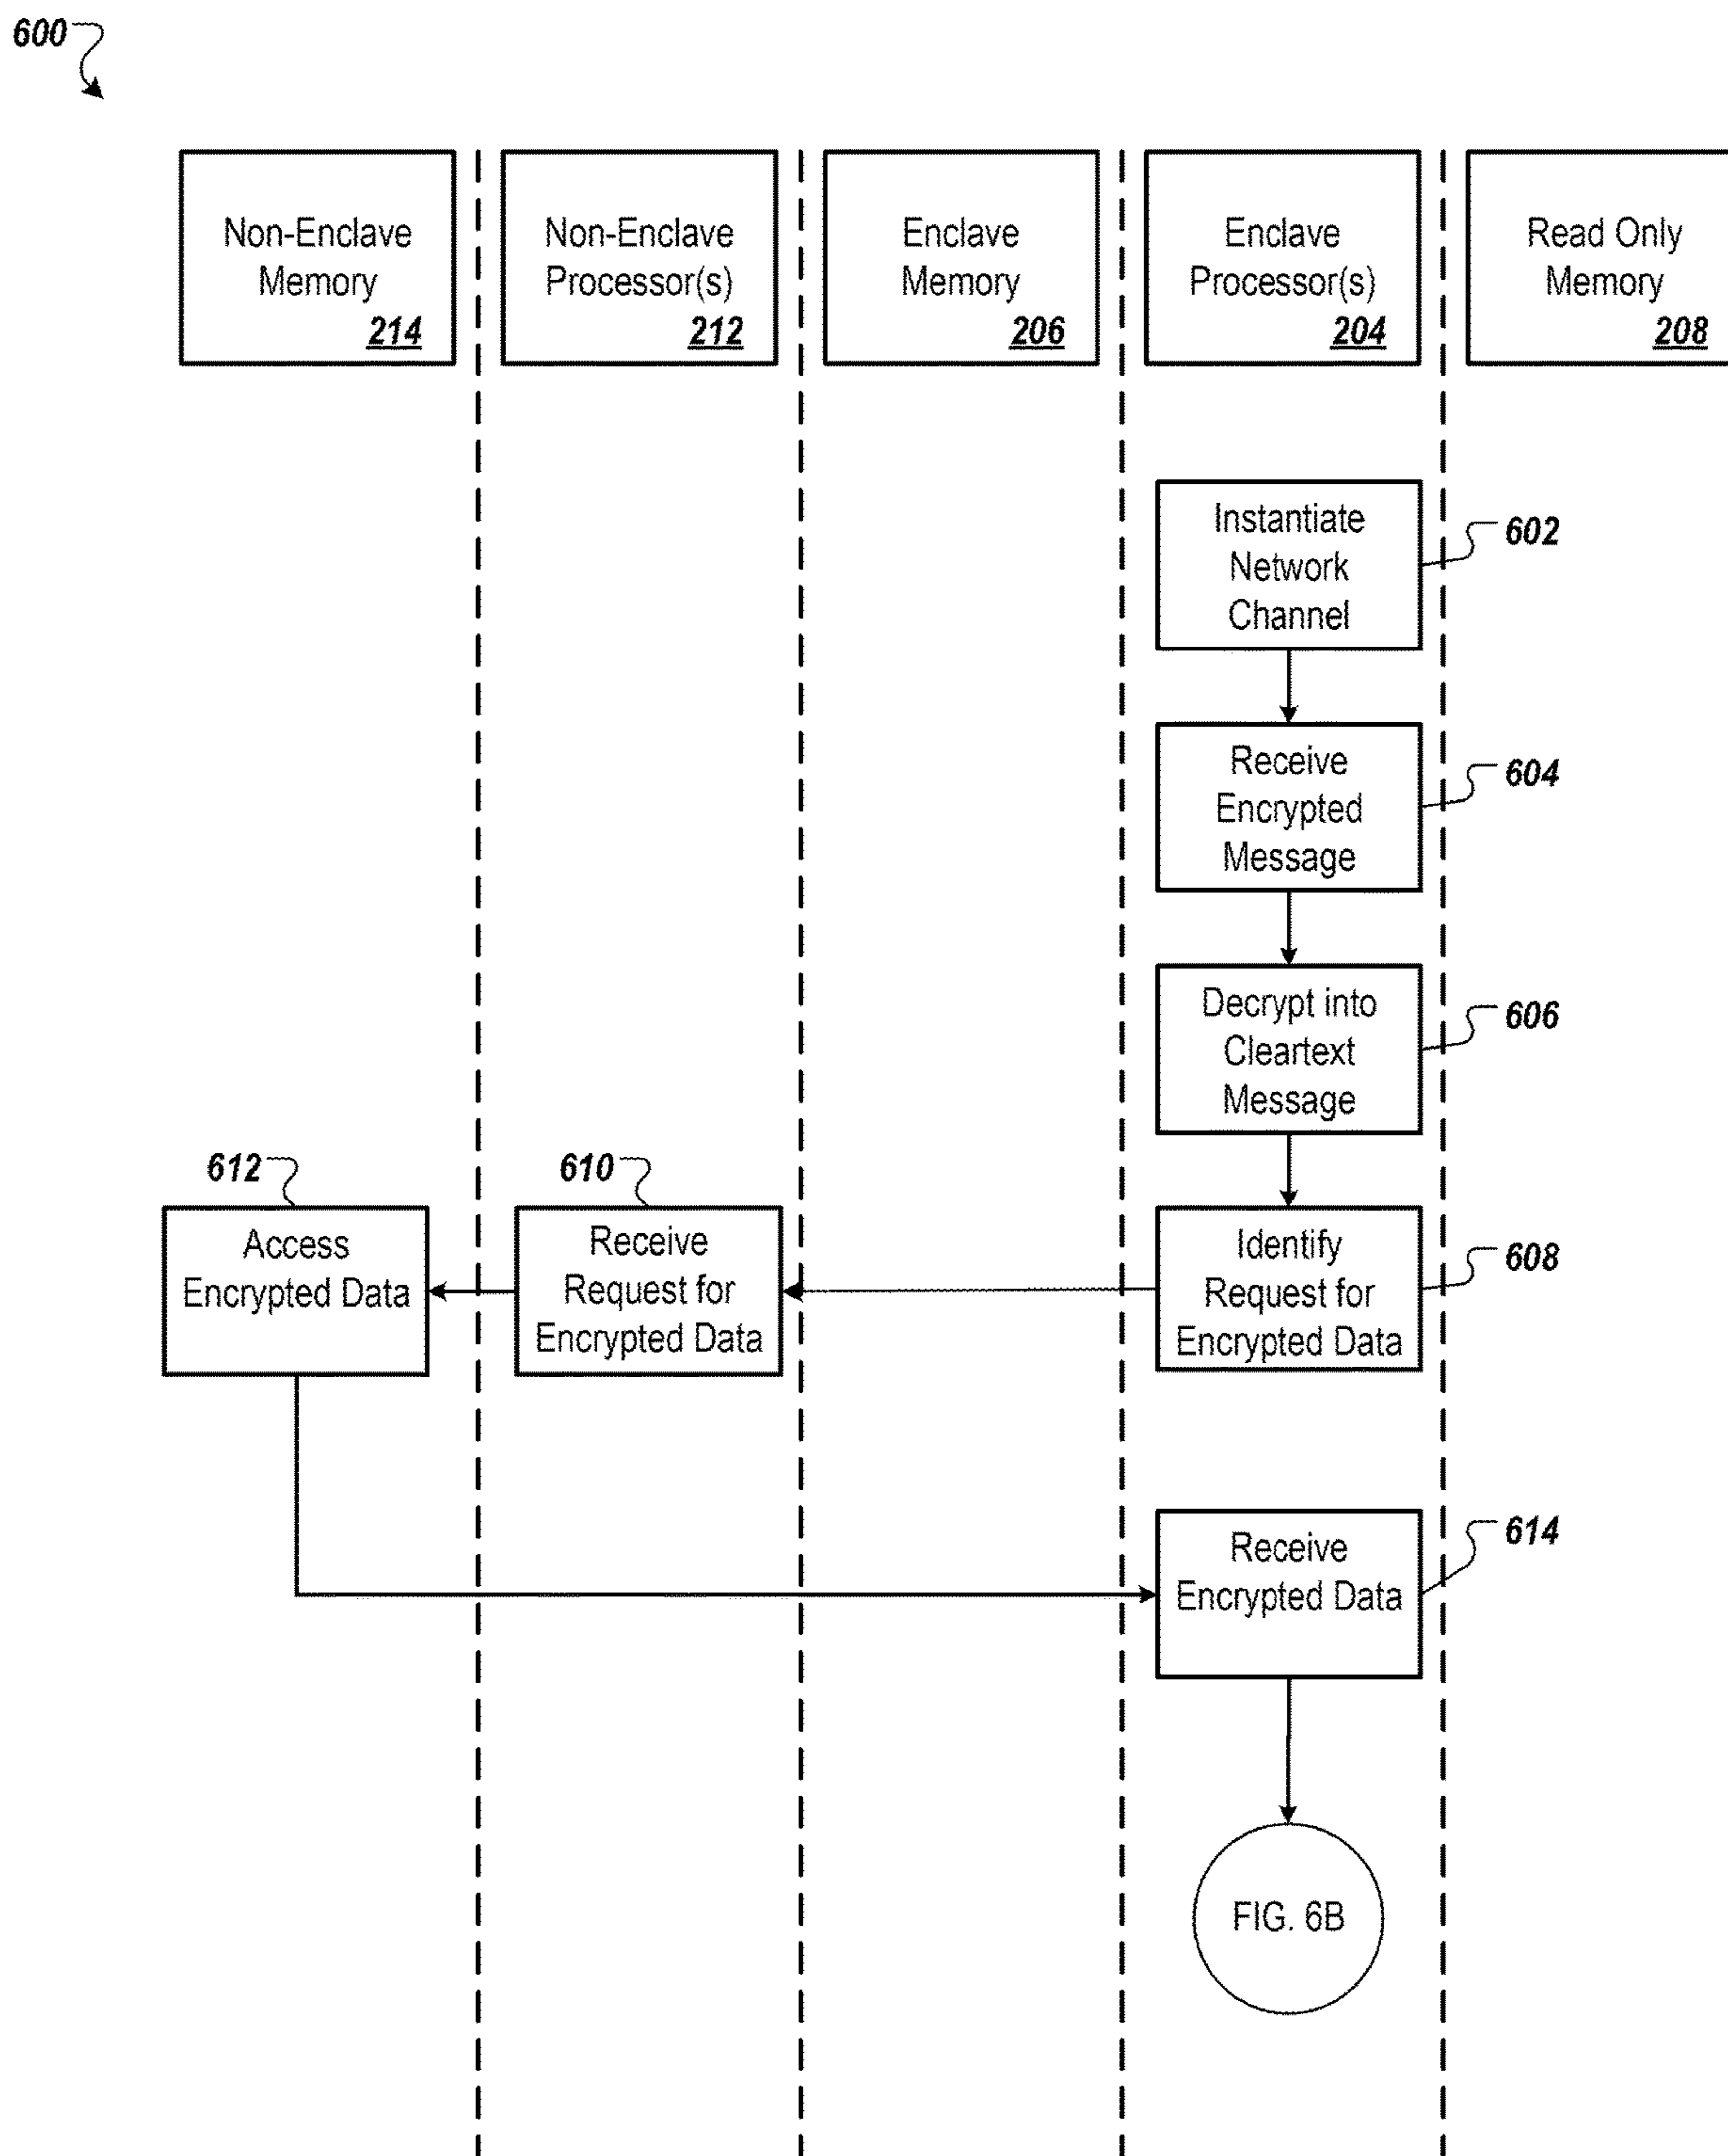 600
Non-Enclave
Memory
214
Non-Enclave
Processor(s)
212
Enclave
Memory
206
Enclave
Processor(s)
204
Read Only
Memory
208
Instantiate
Network
Channel
602
Receive
Encrypted
Message
604
Decrypt into
Cleartext
Message
606
612
Access
Encrypted Data
610
Receive
Request for
Encrypted Data
Identify
Request for
Encrypted Data
608
Receive
Encrypted Data
614
FIG. 6B